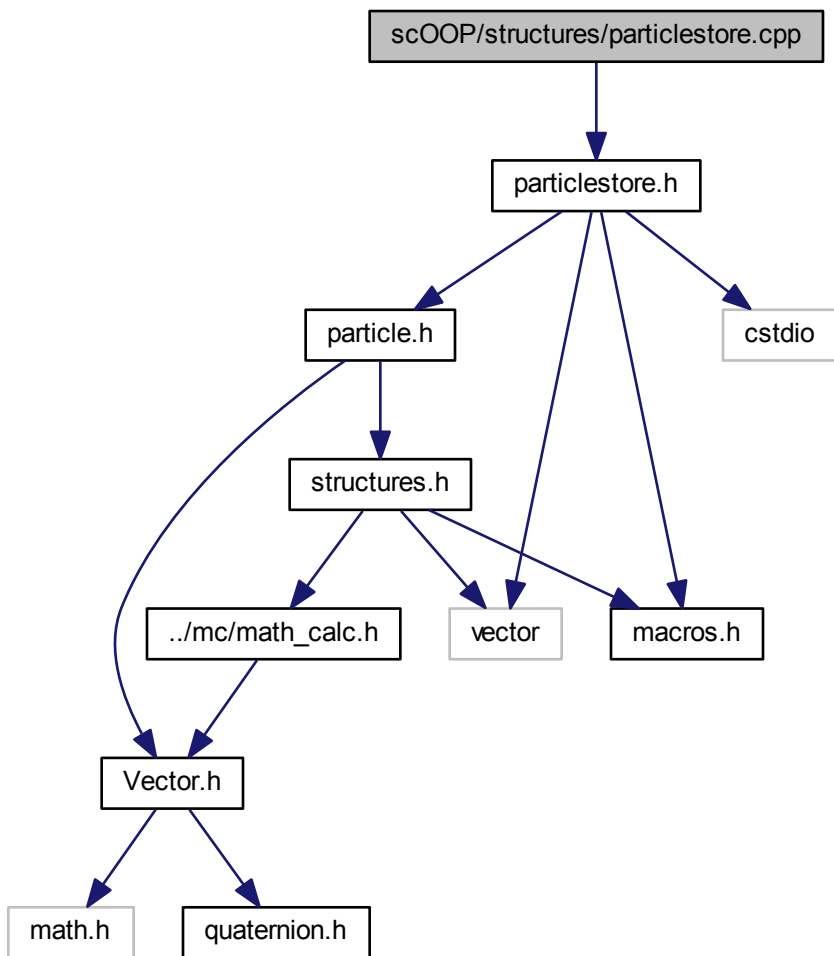 scOOP/structures/particlestore.cpp
particlestore.h
particle.h
cstdio
structures.h
../mc/math_calc.h
vector
macros.h
Vector.h
math.h
quaternion.h